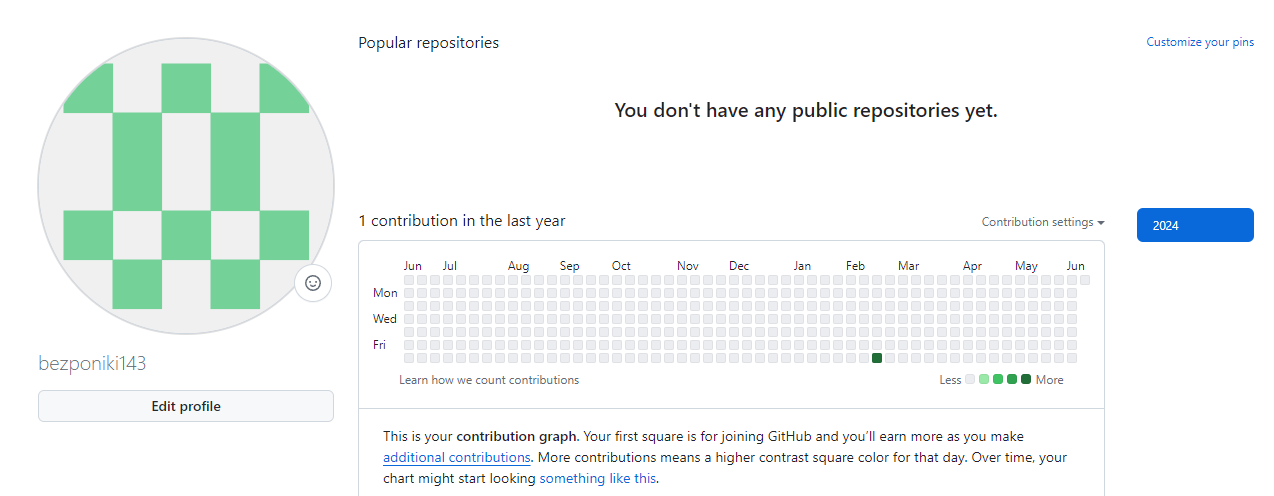 Popular repositories
Customize your pins
You don't have any public repositories yet.
1 contribution in the last year
Contribution settings
2024
Jun Jul Aug Sep Oct Nov Dec Jan Feb Mar Apr May Jun
Mon
Wed
Fri
Learn how we count contributions
Less More
bezponiki143
Edit profile
This is your contribution graph. Your first square is for joining GitHub and you’ll earn more as you make
additional contributions. More contributions means a higher contrast square color for that day. Over time, your
chart might start looking something like this.